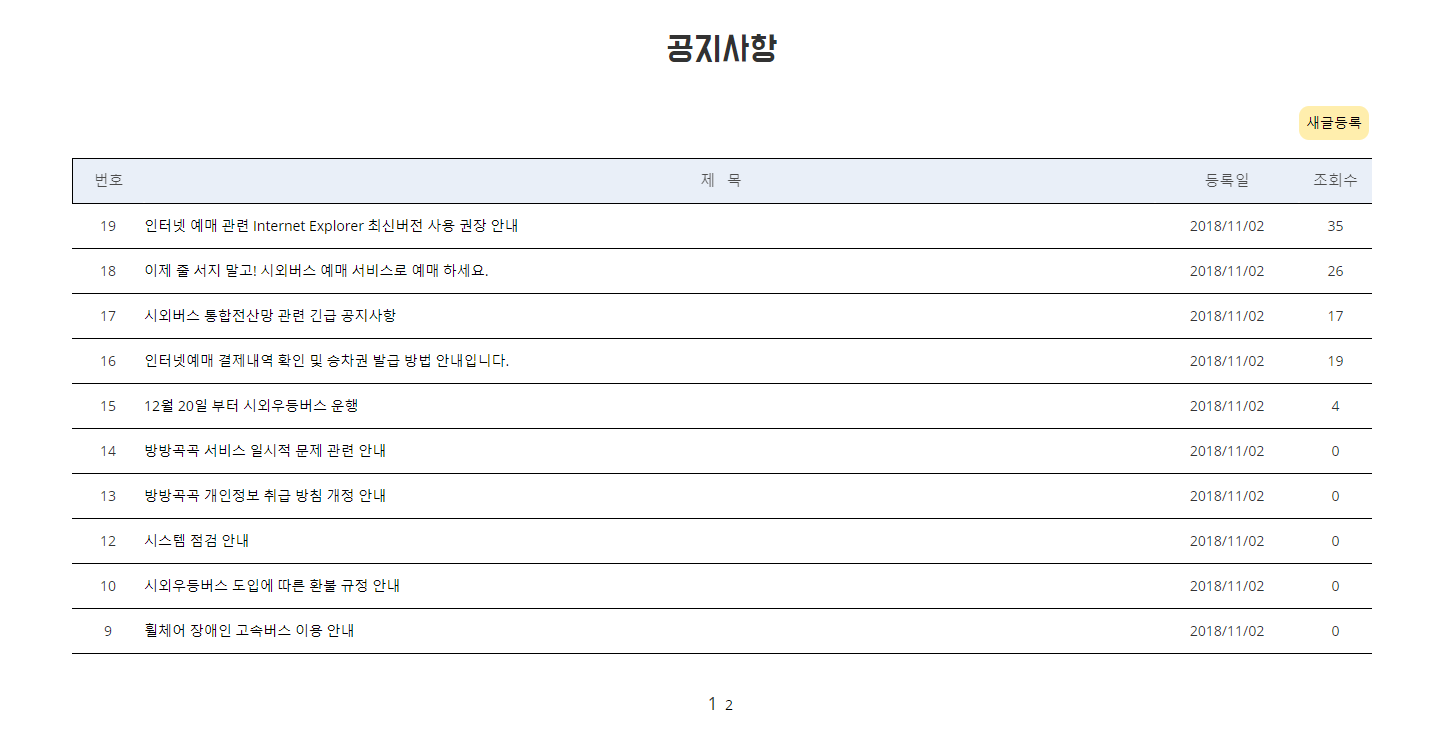 공지사항
새글등록
번호 제 목 등록일 조회수
19 인터넷 예매 관련 Internet Explorer 최신버전 사용 권장 안내 2018/11/02 35
18 이제 줄 서지 말고! 시외버스 예매 서비스로 예매 하세요. 2018/11/02 26
17 시외버스 통합전산망 관련 긴급 공지사항 2018/11/02 17
16 인터넷예매 결제내역 확인 및 승차권 발급 방법 안내입니다. 2018/11/02 19
15 12월 20일 부터 시외우등버스 운행 2018/11/02 4
14 방방곡곡 서비스 일시적 문제 관련 안내 2018/11/02 0
13 방방곡곡 개인정보 취급 방침 개정 안내 2018/11/02 0
12 시스템 점검 안내 2018/11/02 0
10 시외우등버스 도입에 따른 환불 규정 안내 2018/11/02 0
9 휠체어 장애인 고속버스 이용 안내 2018/11/02 0
1 2